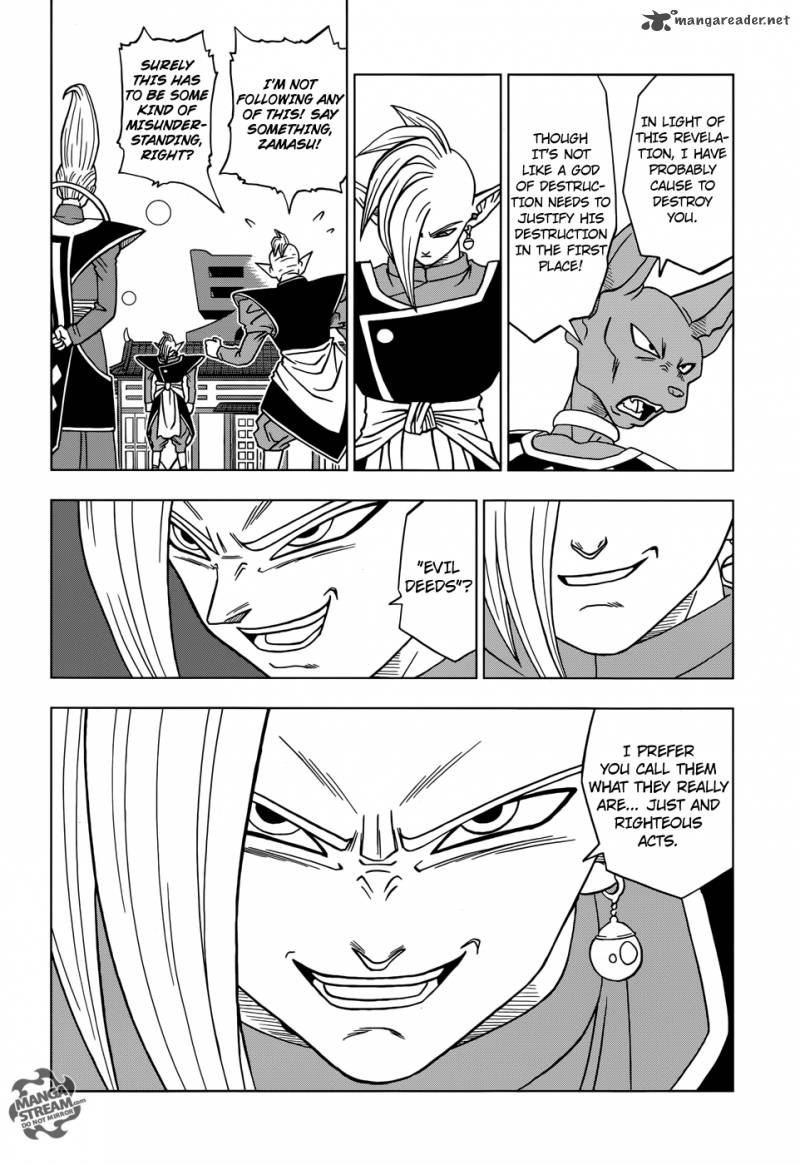 mangareader.net
IN LIGHT OF
THIS REVELA-
TION, I HAVE
PROBABLY
CAUSE TO
DESTROY
YOU.
THOUGH
IT'S NOT
LIKE A GOD
OF DESTRUC-
TION NEEDS TO
JUSTIFY HIS
DESTRUCTION
IN THE FIRST
PLACE!
I'M NOT
FOLLOWING ANY
OF THIS! SAY
SOMETHING,
ZAMASU!
SURELY
THIS HAS
TO BE SOME
KIND OF
MISUNDER-
STANDING,
RIGHT?
"EVIL
DEEDS"?
I PREFER
YOU CALL THEM
WHAT THEY REALLY
ARE... JUST AND
RIGHTEOUS
ACTS.
MANGA
STREAM.com
DO NOT MIRROR